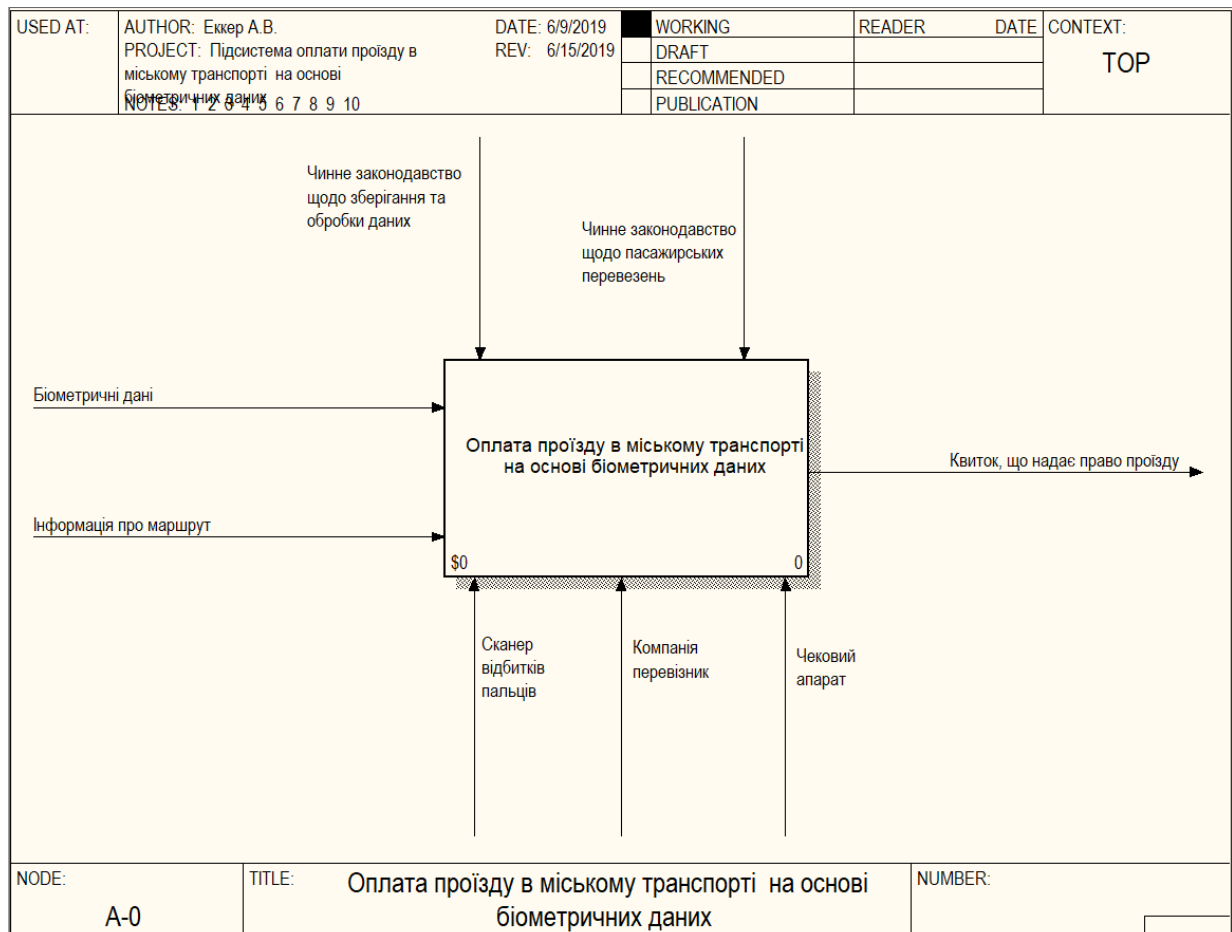 USED AT:
AUTHOR: Еккер А.В.
DATE: 6/9/2019
PROJECT: Підсистема оплати проїзду в
міському транспорті на основі
біометричних даних
REV: 6/15/2019
NOTES: 1 2 3 4 5 6 7 8 9 10
WORKING
DRAFT
RECOMMENDED
PUBLICATION
READER DATE
CONTEXT:
TOP
Чинне законодавство
щодо зберігання та
обробки даних
Чинне законодавство
щодо пасажирських
перевезень
Біометричні дані
Інформація про маршрут
Оплата проїзду в міському транспорті
на основі біометричних даних
$0
0
Квиток, що надає право проїзду
Сканер
відбитків
пальців
Компанія
перевізник
Чековий
апарат
NODE:
A-0
TITLE:
Оплата проїзду в міському транспорті на основі
біометричних даних
NUMBER: